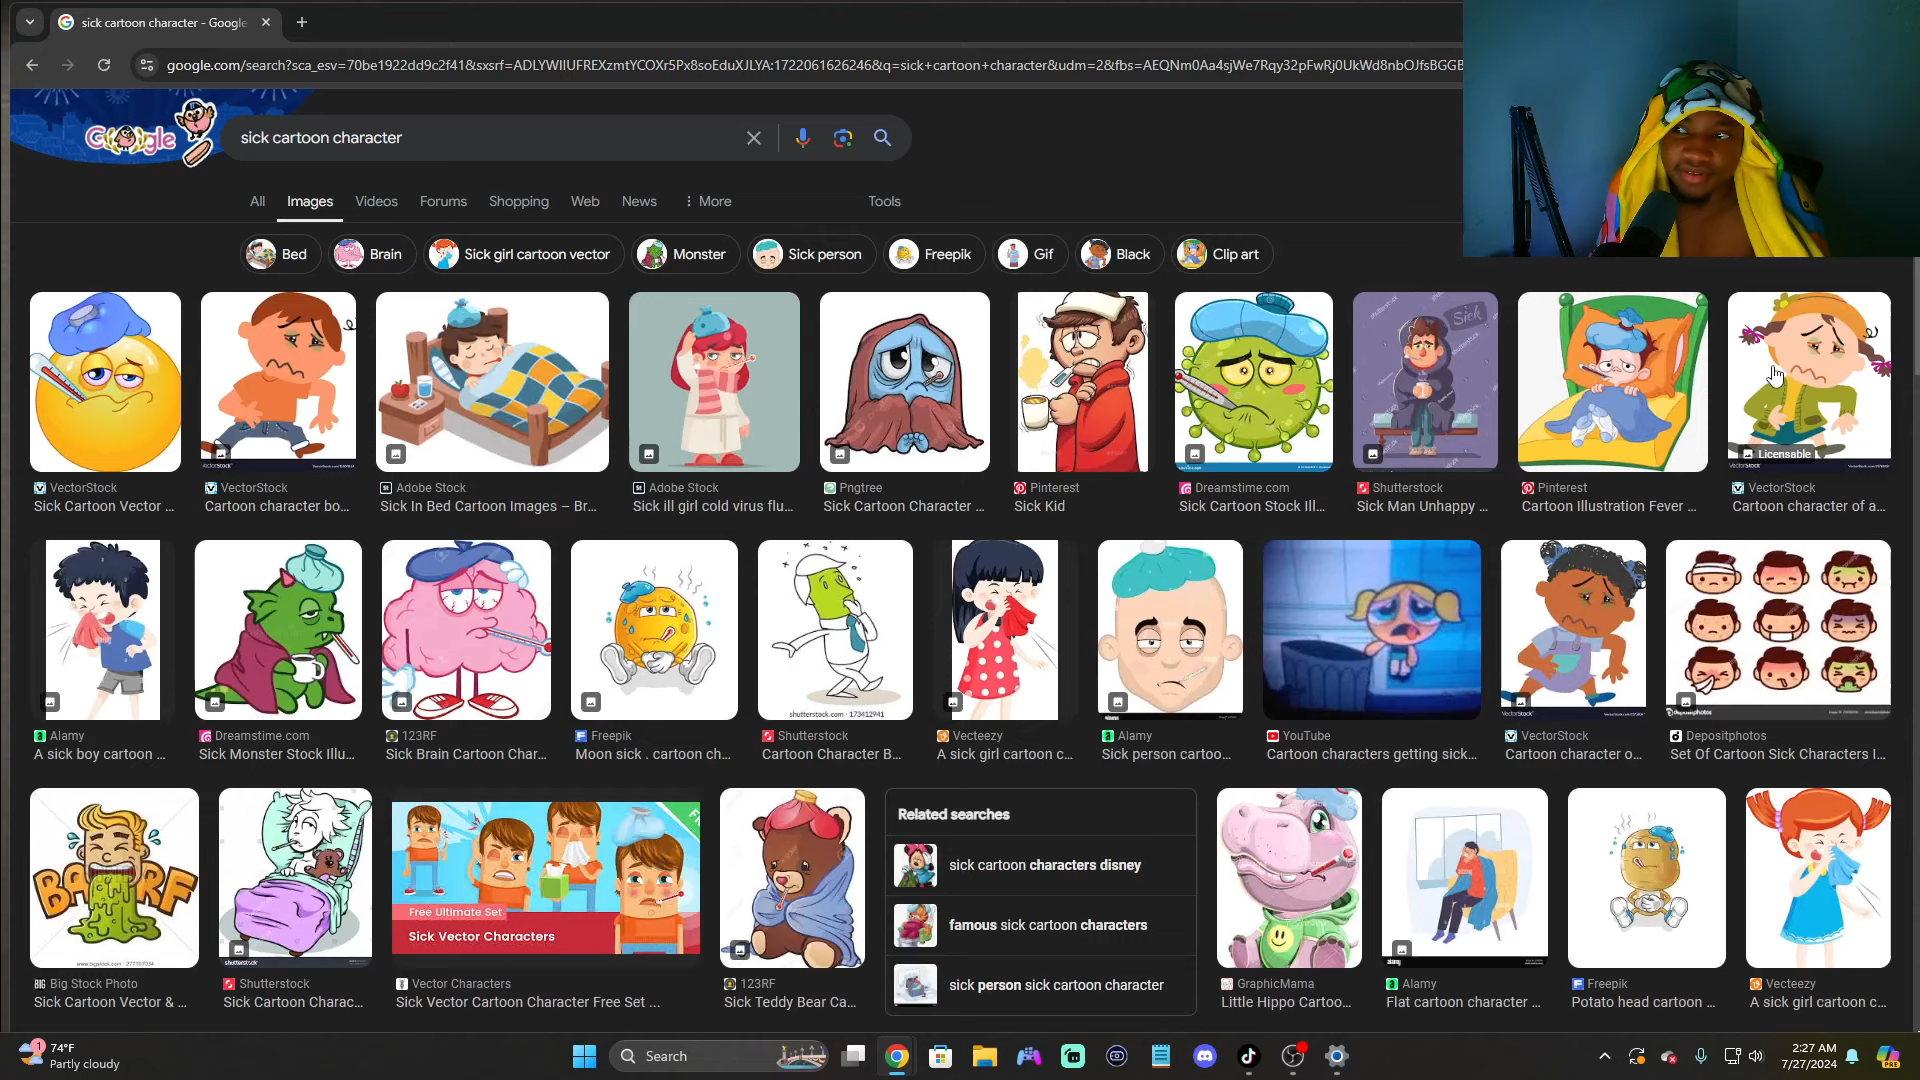 sick cartoon character - Google
google.com/search?sca_esv=70be1922dd9c2f41&sxsrf=ADLYWIIUFREXzmtYCOXr5Px8soEduXJLYA:1722061626246&q=sick+cartoon+character&udm=2&fbs=AEQNm0Aa4sjWe7Rqy32pFwRj0UkWd8nbOJfsBGGB
Google
sick cartoon character
All Images Videos Forums Shopping Web News More Tools
Bed Brain Sick girl cartoon vector Monster Sick person Freepik Gif Black Clip art
Sick
Licensable
VectorStock VectorStock Adobe Stock Adobe Stock Pngtree Pinterest Dreamstime.com Shutterstock Pinterest VectorStock
Sick Cartoon Vector ... Cartoon character bo... Sick In Bed Cartoon Images – Br... Sick ill girl cold virus flu... Sick Cartoon Character ... Sick Kid Sick Cartoon Stock Ill... Sick Man Unhappy ... Cartoon Illustration Fever ... Cartoon character of a...
shutterstock.com · 173412941
VectorStock
depositphotos
Alamy Dreamstime.com 123RF Freepik Shutterstock Vecteezy Alamy YouTube VectorStock Depositphotos
A sick boy cartoon ... Sick Monster Stock Illu... Sick Brain Cartoon Char... Moon sick . cartoon ch... Cartoon Character B... A sick girl cartoon c... Sick person cartoo... Cartoon characters getting sick... Cartoon character o... Set Of Cartoon Sick Characters I...
BARF
Free Ultimate Set
Sick Vector Characters
Related searches
sick cartoon characters disney
famous sick cartoon characters
sick person sick cartoon character
shutterstock
alamy
Big Stock Photo Shutterstock Vector Characters 123RF GraphicMama Alamy Freepik Vecteezy
Sick Cartoon Vector & ... Sick Cartoon Charac... Sick Vector Cartoon Character Free Set ... Sick Teddy Bear Ca... Little Hippo Cartoo... Flat cartoon character ... Potato head cartoon ... A sick girl cartoon c...
1
74°F
Partly cloudy
Search
2:27 AM
7/27/2024
PRE